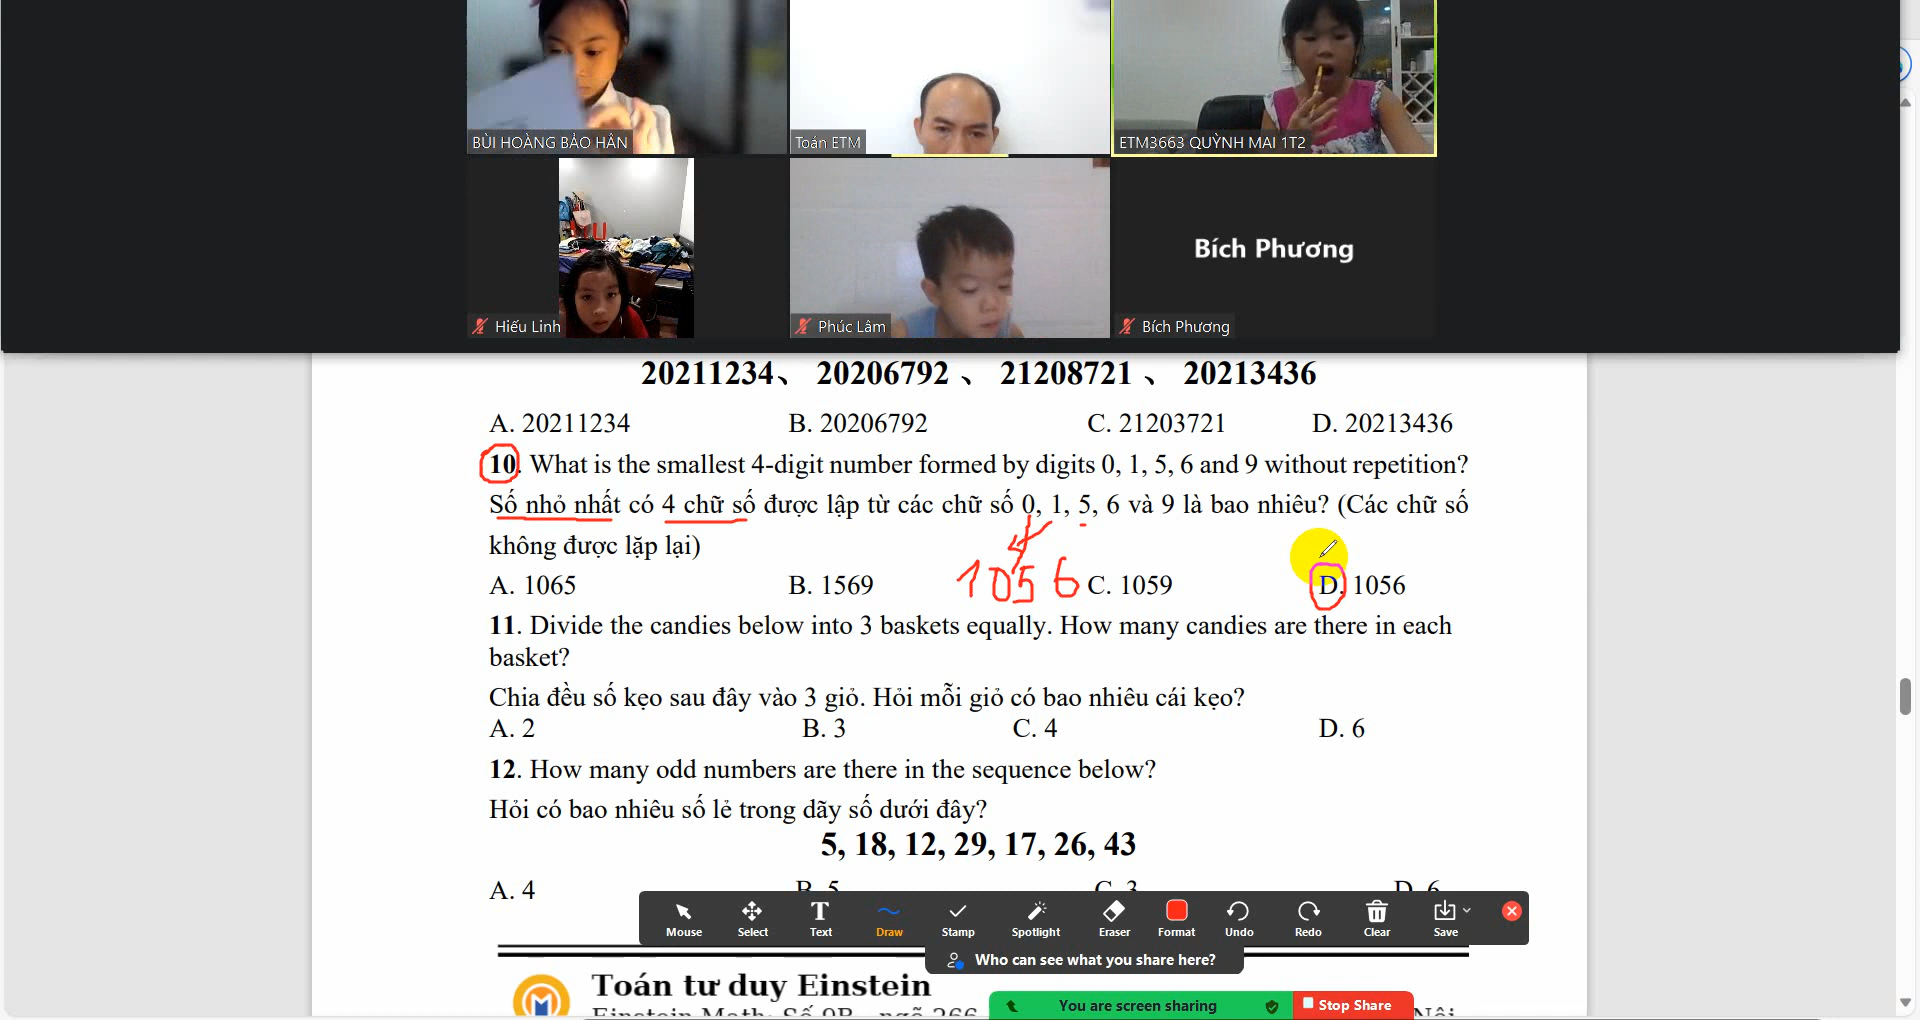 BÙI HOÀNG BẢO HÂN
Toán ETM
ETM3663 QUỲNH MAI 1T2
Hiếu Linh
Phúc Lâm
Bích Phương
Bích Phương
20211234、 20206792 、 21208721 、 20213436
A. 20211234 B. 20206792 C. 21203721 D. 20213436
10. What is the smallest 4-digit number formed by digits 0, 1, 5, 6 and 9 without repetition?
Số nhỏ nhất có 4 chữ số được lập từ các chữ số 0, 1, 5, 6 và 9 là bao nhiêu? (Các chữ số
không được lặp lại)
1056
A. 1065 B. 1569 C. 1059 D. 1056
11. Divide the candies below into 3 baskets equally. How many candies are there in each
basket?
Chia đều số kẹo sau đây vào 3 giỏ. Hỏi mỗi giỏ có bao nhiêu cái kẹo?
A. 2 B. 3 C. 4 D. 6
12. How many odd numbers are there in the sequence below?
Hỏi có bao nhiêu số lẻ trong dãy số dưới đây?
5, 18, 12, 29, 17, 26, 43
A. 4 B. 5 C. 3 D. 6
Mouse Select Text Draw Stamp Spotlight Eraser Format Undo Redo Clear Save
Who can see what you share here?
Toán tư duy Einstein
You are screen sharing Stop Share
Einstein Math: Số 9B